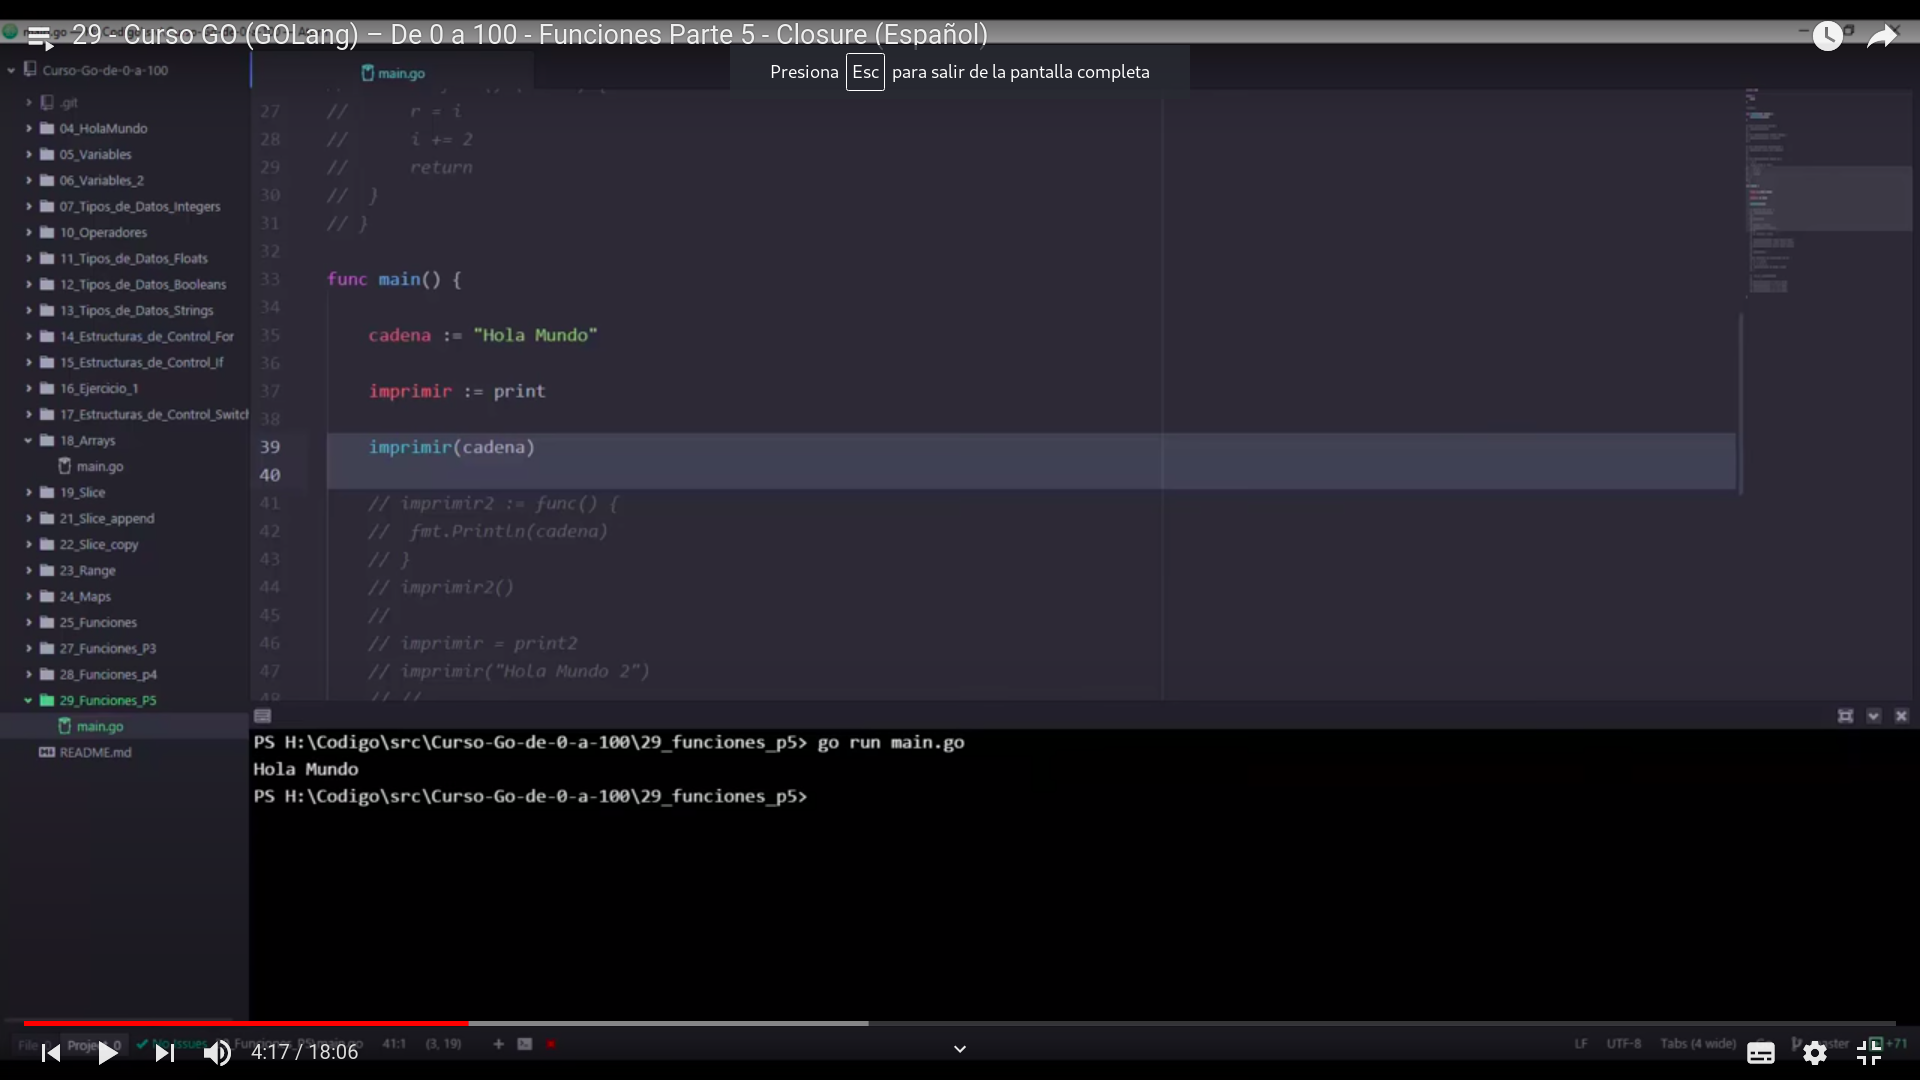 29 - Curso GO (GOLang) – De 0 a 100 - Funciones Parte 5 - Closure (Español)
Presiona Esc para salir de la pantalla completa
Curso-Go-de-0-a-100
.git
04_HolaMundo
05_Variables
06_Variables_2
07_Tipos_de_Datos_Integers
10_Operadores
11_Tipos_de_Datos_Floats
12_Tipos_de_Datos_Booleans
13_Tipos_de_Datos_Strings
14_Estructuras_de_Control_For
15_Estructuras_de_Control_If
16_Ejercicio_1
17_Estructuras_de_Control_Switch
18_Arrays
main.go
19_Slice
21_Slice_append
22_Slice_copy
23_Range
24_Maps
25_Funciones
27_Funciones_P3
28_Funciones_p4
29_Funciones_P5
main.go
README.md
main.go
27 // r = i
28 // i += 2
29 // return
30 // }
31 // }
32
33 func main() {
34
35 cadena := "Hola Mundo"
36
37 imprimir := print
38
39 imprimir(cadena)
40
41 // imprimir2 := func() {
42 // fmt.Println(cadena)
43 // }
44 // imprimir2()
45 //
46 // imprimir = print2
47 // imprimir("Hola Mundo 2")
48 // //
PS H:\Codigo\src\Curso-Go-de-0-a-100\29_funciones_p5> go run main.go
Hola Mundo
PS H:\Codigo\src\Curso-Go-de-0-a-100\29_funciones_p5>
File 0 Project 0 No Issues 41:1 (3, 19) LF UTF-8 Tabs (4 wide) +71
4:17 / 18:06